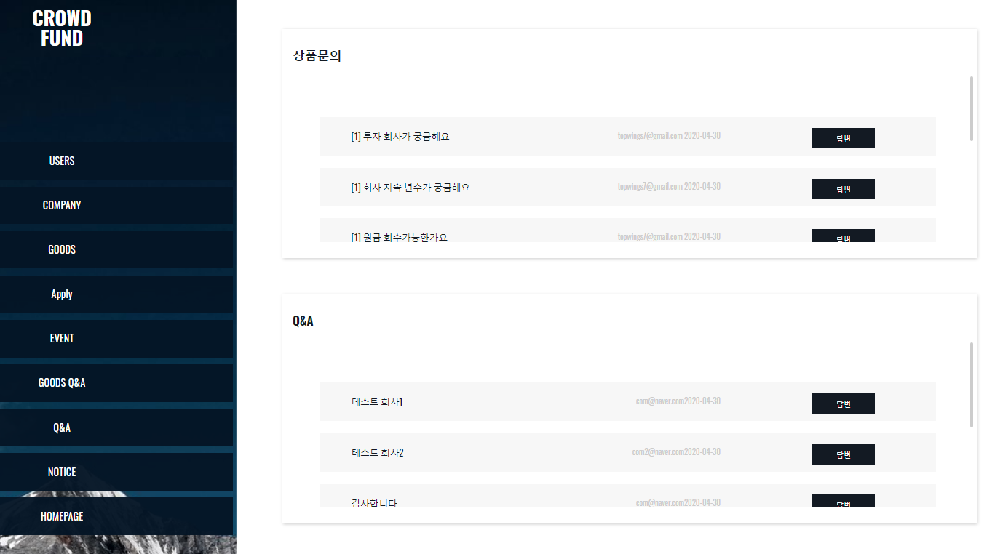 CROWD
FUND
USERS
COMPANY
GOODS
Apply
EVENT
GOODS Q&A
Q&A
NOTICE
HOMEPAGE
상품문의
[1] 투자 회사가 궁금해요 topwings7@gmail.com 2020-04-30 답변
[1] 회사 지속 년수가 궁금해요 topwings7@gmail.com 2020-04-30 답변
[1] 원금 회수가능한가요 topwings7@gmail.com 2020-04-30 답변
Q&A
테스트 회사1 com@naver.com2020-04-30 답변
테스트 회사2 com2@naver.com2020-04-30 답변
감사합니다 com@naver.com2020-04-30 답변